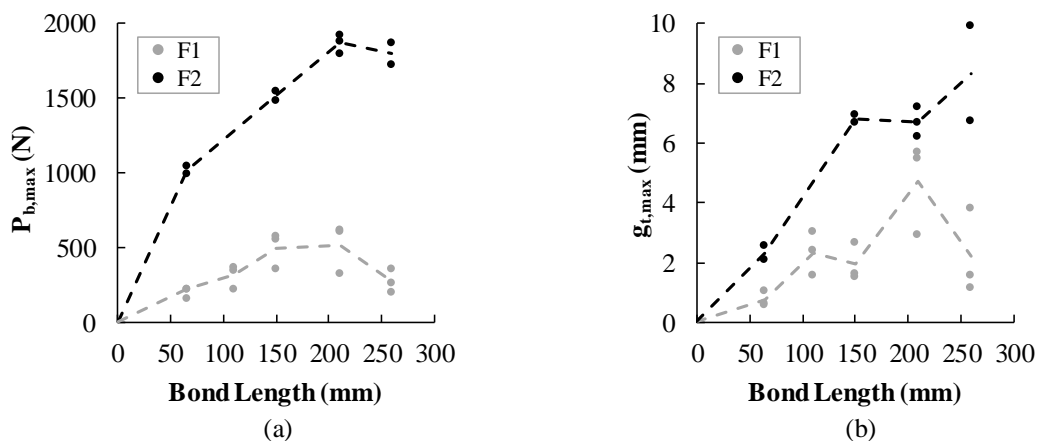 2000
1500
1000
500
0
P_b,max (N)
F1
F2
0 50 100 150 200 250 300
Bond Length (mm)
(a)
10
8
6
4
2
0
g_t,max (mm)
F1
F2
0 50 100 150 200 250 300
Bond Length (mm)
(b)